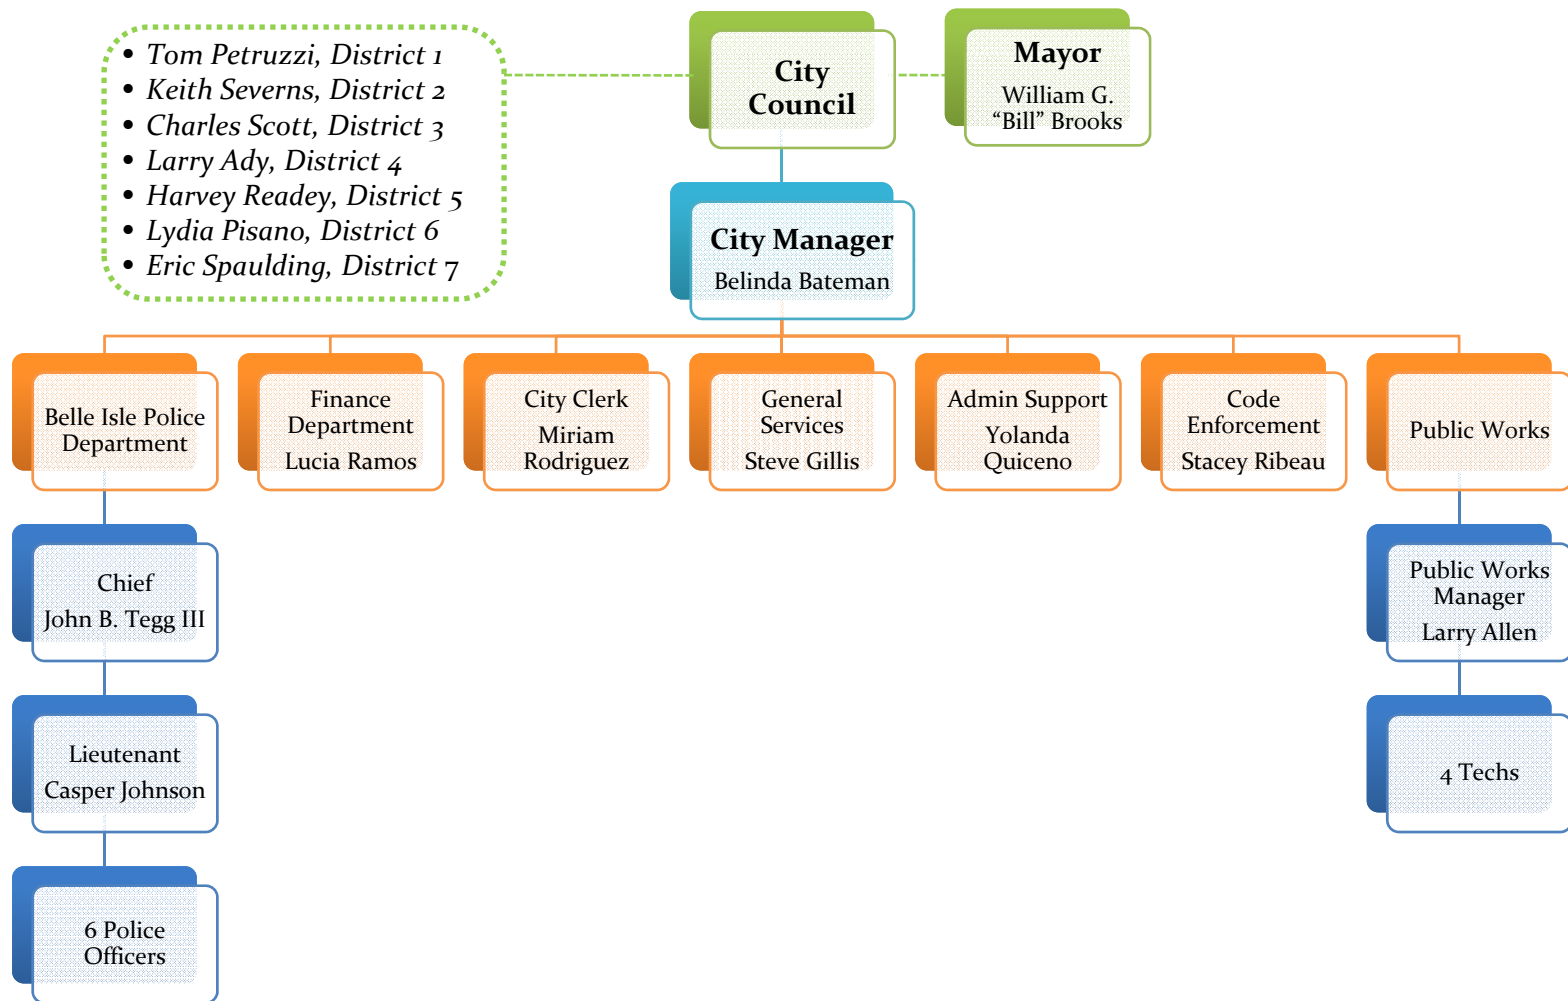 • Tom Petruzzi, District 1
• Keith Severns, District 2
• Charles Scott, District 3
• Larry Ady, District 4
• Harvey Readey, District 5
• Lydia Pisano, District 6
• Eric Spaulding, District 7
City
Council
Mayor
William G.
“Bill” Brooks
City Manager
Belinda Bateman
Belle Isle Police
Department
Finance
Department
Lucia Ramos
City Clerk
Miriam
Rodriguez
General
Services
Steve Gillis
Admin Support
Yolanda
Quiceno
Code
Enforcement
Stacey Ribeau
Public Works
Chief
John B. Tegg III
Public Works
Manager
Larry Allen
Lieutenant
Casper Johnson
4 Techs
6 Police
Officers